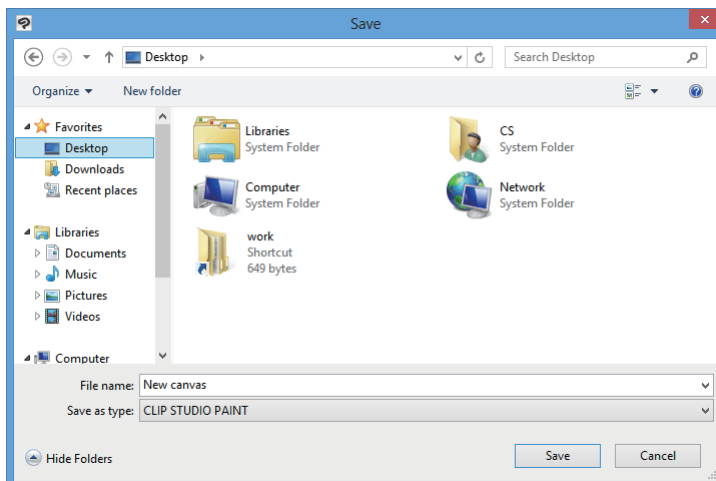 Save
Desktop
Search Desktop
Organize
New folder
Favorites
Desktop
Downloads
Recent places
Libraries
Documents
Music
Pictures
Videos
Computer
Libraries
System Folder
CS
System Folder
Computer
System Folder
Network
System Folder
work
Shortcut
649 bytes
File name: New canvas
Save as type: CLIP STUDIO PAINT
Hide Folders
Save
Cancel